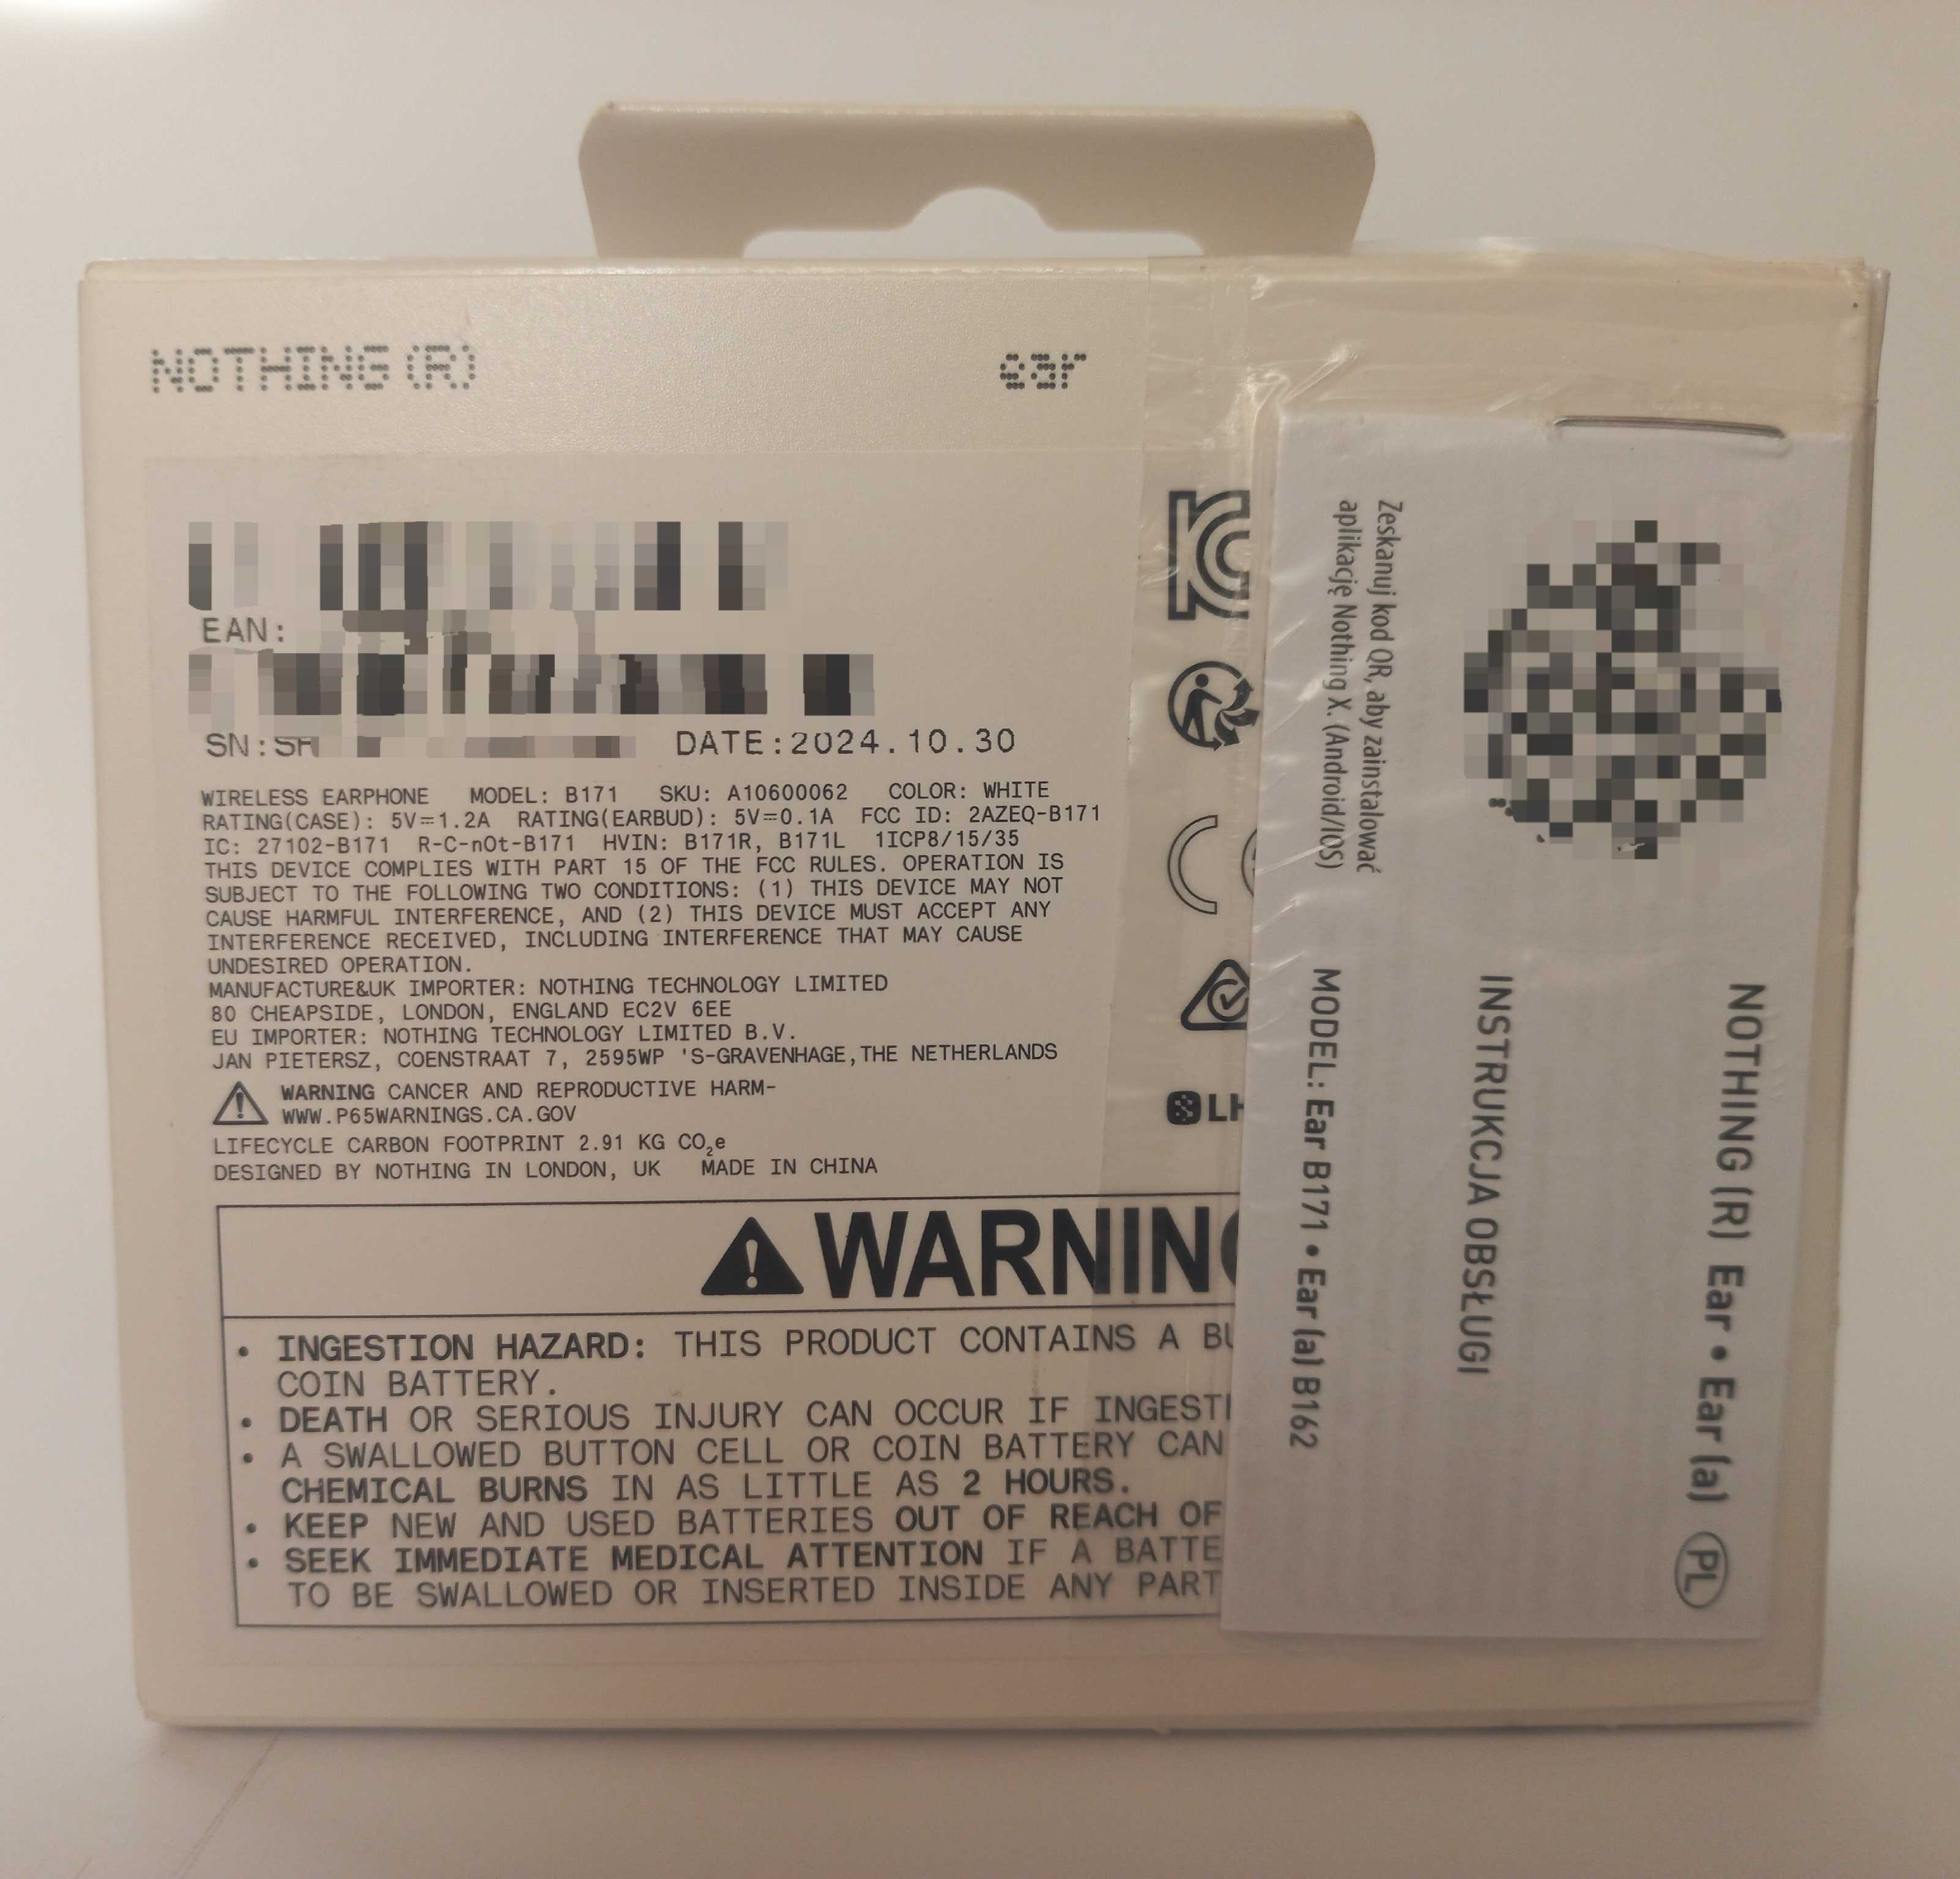 NOTHING (R)
ear
EAN:
SN:
DATE:2024.10.30
WIRELESS EARPHONE MODEL: B171 SKU: A10600062 COLOR: WHITE
RATING(CASE): 5V⎓1.2A RATING(EARBUD): 5V⎓0.1A FCC ID: 2AZEQ-B171
IC: 27102-B171 R-C-nOt-B171 HVIN: B171R, B171L 1ICP8/15/35
THIS DEVICE COMPLIES WITH PART 15 OF THE FCC RULES. OPERATION IS
SUBJECT TO THE FOLLOWING TWO CONDITIONS: (1) THIS DEVICE MAY NOT
CAUSE HARMFUL INTERFERENCE, AND (2) THIS DEVICE MUST ACCEPT ANY
INTERFERENCE RECEIVED, INCLUDING INTERFERENCE THAT MAY CAUSE
UNDESIRED OPERATION.
MANUFACTURE&UK IMPORTER: NOTHING TECHNOLOGY LIMITED
80 CHEAPSIDE, LONDON, ENGLAND EC2V 6EE
EU IMPORTER: NOTHING TECHNOLOGY LIMITED B.V.
JAN PIETERSZ, COENSTRAAT 7, 2595WP 'S-GRAVENHAGE,THE NETHERLANDS
WARNING CANCER AND REPRODUCTIVE HARM-
WWW.P65WARNINGS.CA.GOV
LIFECYCLE CARBON FOOTPRINT 2.91 KG CO₂e
DESIGNED BY NOTHING IN LONDON, UK MADE IN CHINA
WARNIN
• INGESTION HAZARD: THIS PRODUCT CONTAINS A BU
COIN BATTERY.
• DEATH OR SERIOUS INJURY CAN OCCUR IF INGEST
• A SWALLOWED BUTTON CELL OR COIN BATTERY CAN
CHEMICAL BURNS IN AS LITTLE AS 2 HOURS.
• KEEP NEW AND USED BATTERIES OUT OF REACH OF
• SEEK IMMEDIATE MEDICAL ATTENTION IF A BATTE
TO BE SWALLOWED OR INSERTED INSIDE ANY PART
NOTHING (R) Ear • Ear (a) PL
INSTRUKCJA OBSŁUGI
Zeskanuj kod QR, aby zainstalować
aplikację Nothing X. (Android/IOS)
MODEL: Ear B171 • Ear (a) B162